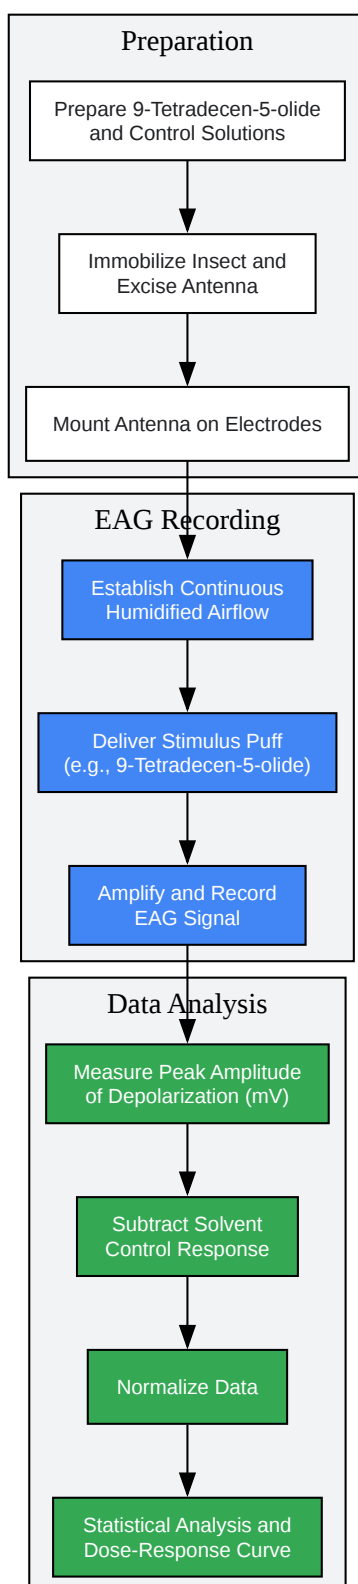 Preparation
Prepare 9-Tetradecen-5-olide
and Control Solutions
Immobilize Insect and
Excise Antenna
Mount Antenna on Electrodes
EAG Recording
Establish Continuous
Humidified Airflow
Deliver Stimulus Puff
(e.g., 9-Tetradecen-5-olide)
Amplify and Record
EAG Signal
Data Analysis
Measure Peak Amplitude
of Depolarization (mV)
Subtract Solvent
Control Response
Normalize Data
Statistical Analysis and
Dose-Response Curve